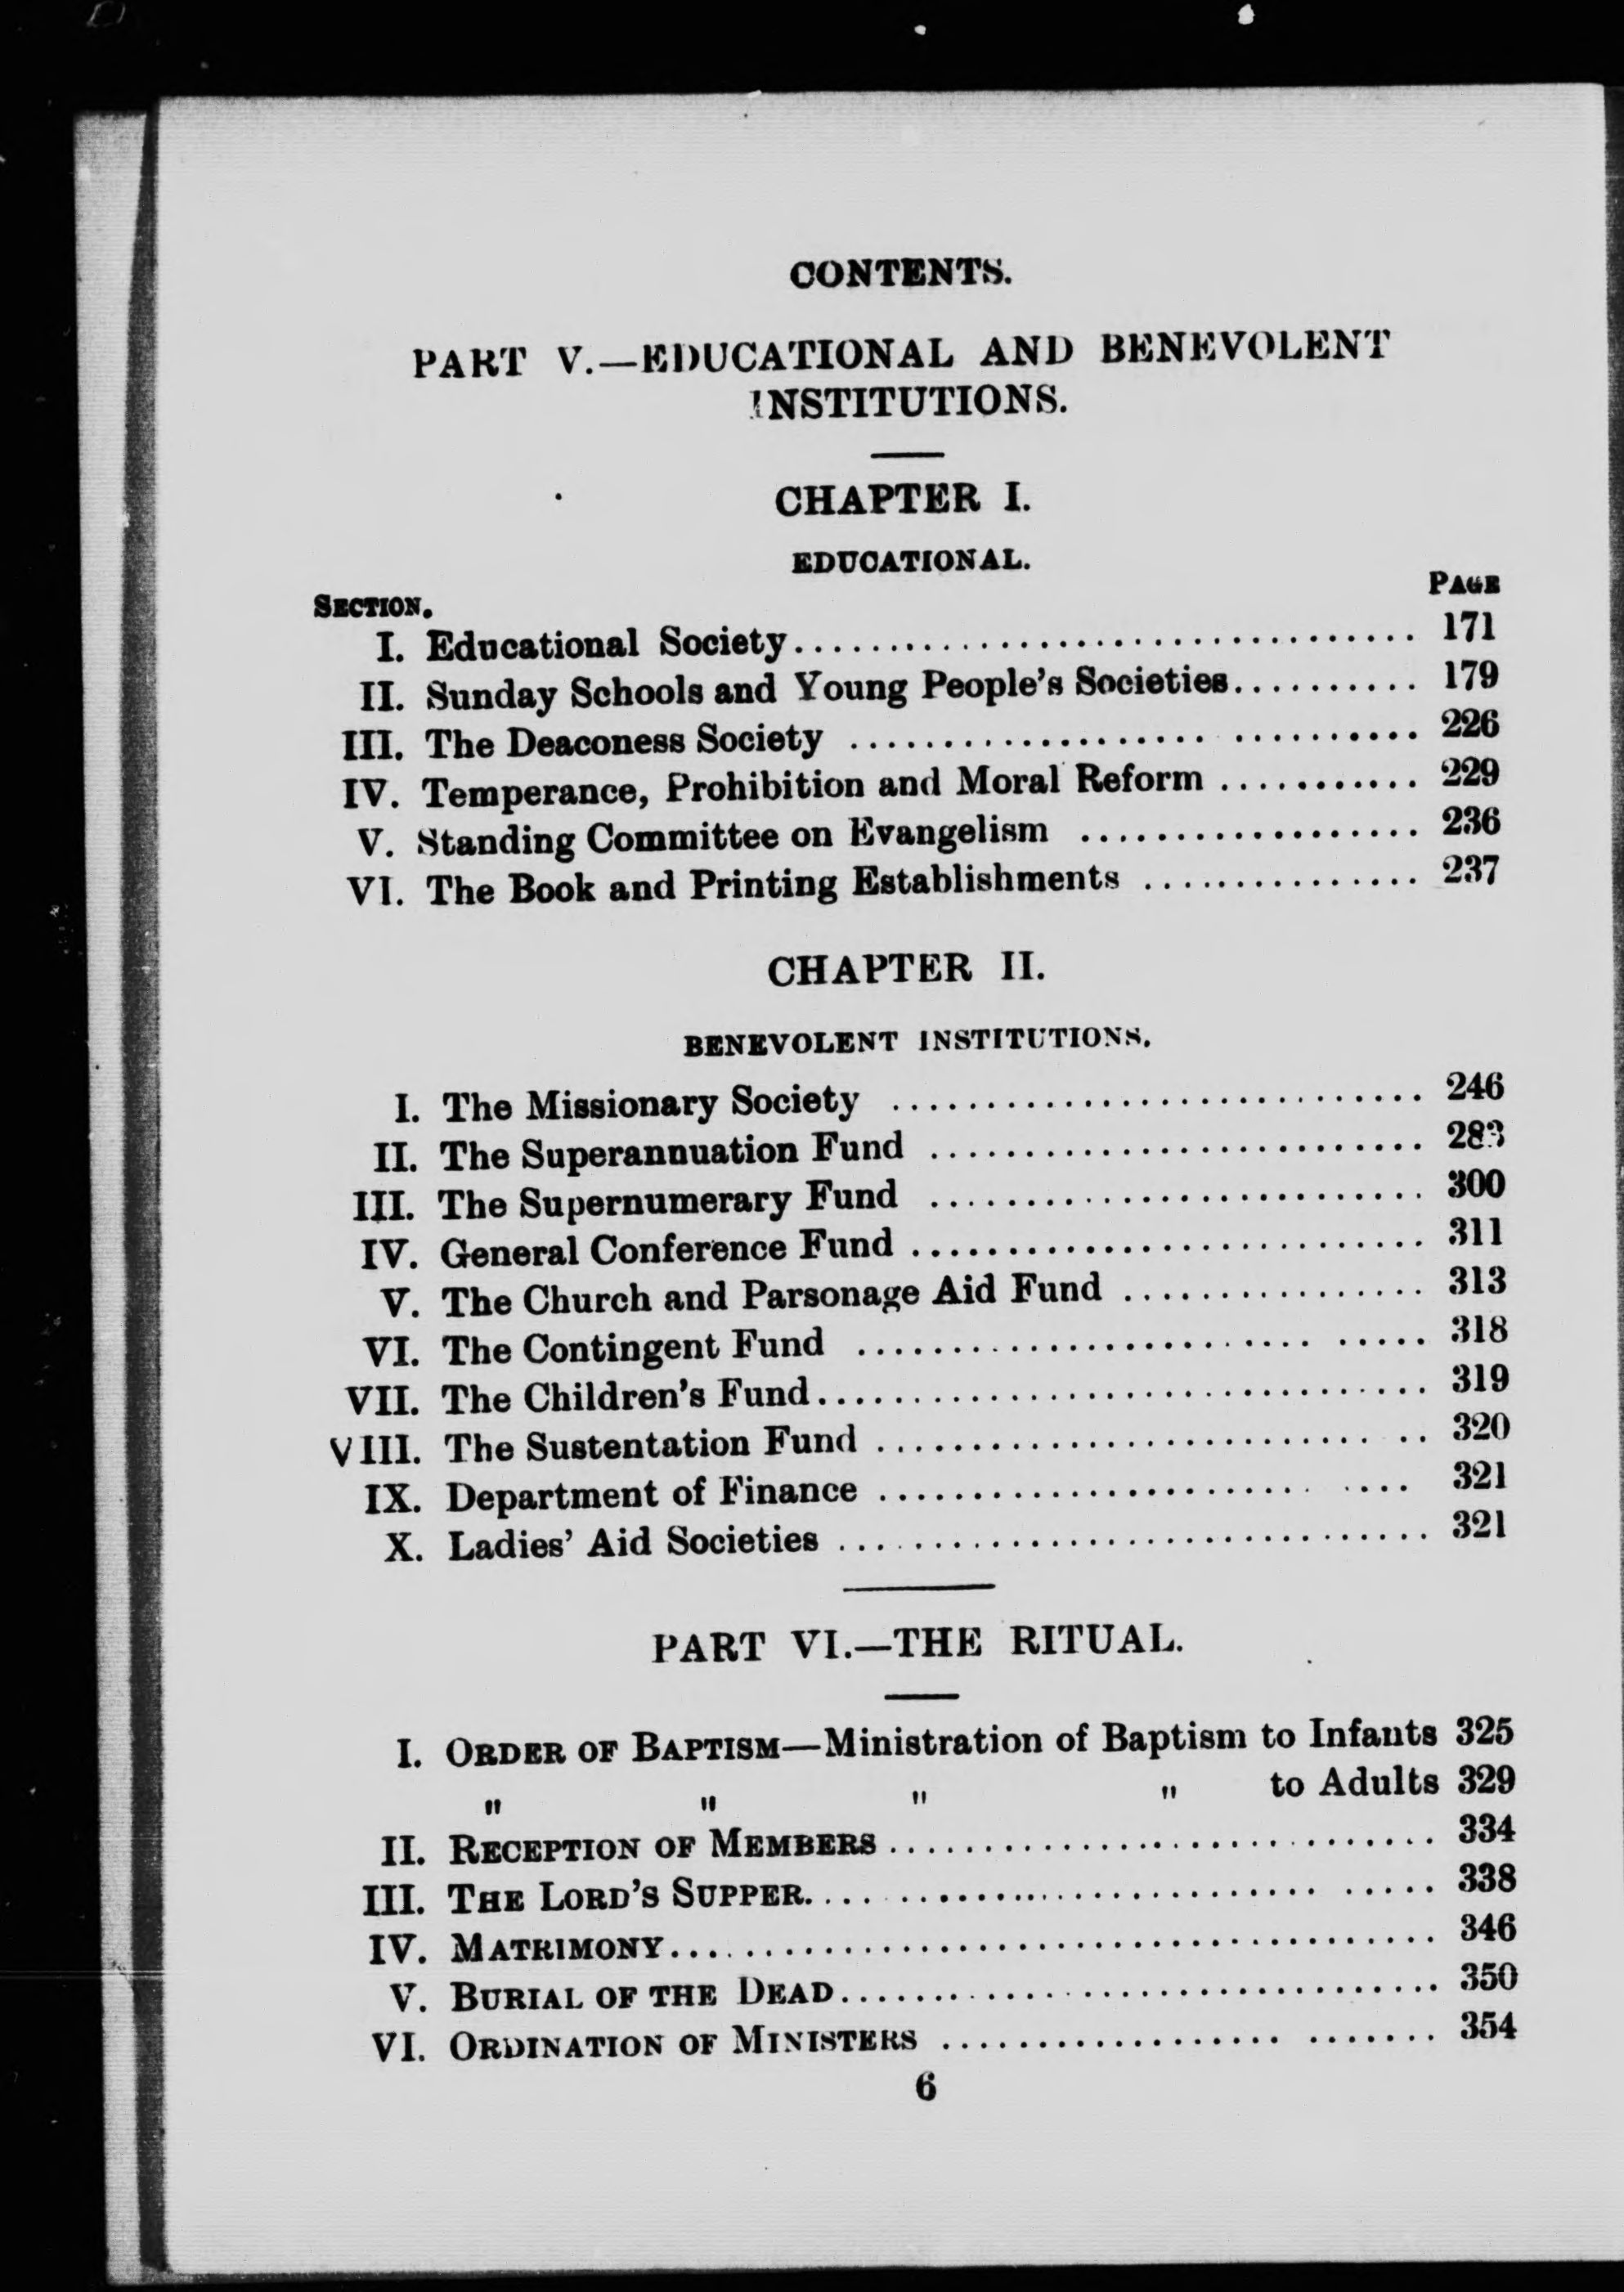 CONTENTS.
PART V.—EDUCATIONAL AND BENEVOLENT
INSTITUTIONS.
CHAPTER I.
EDUCATIONAL.
SECTION. PAGE
I. Educational Society................................ 171
II. Sunday Schools and Young People's Societies.......... 179
III. The Deaconess Society .............................. 226
IV. Temperance, Prohibition and Moral Reform ........... 229
V. Standing Committee on Evangelism .................. 236
VI. The Book and Printing Establishments ............... 237
CHAPTER II.
BENEVOLENT INSTITUTIONS.
I. The Missionary Society ............................ 246
II. The Superannuation Fund .......................... 283
III. The Supernumerary Fund .......................... 300
IV. General Conference Fund ........................... 311
V. The Church and Parsonage Aid Fund ................ 313
VI. The Contingent Fund ............................. 318
VII. The Children's Fund................................ 319
VIII. The Sustentation Fund ............................ 320
IX. Department of Finance ........................... 321
X. Ladies' Aid Societies ............................... 321
PART VI.—THE RITUAL.
I. ORDER OF BAPTISM—Ministration of Baptism to Infants 325
" " " " to Adults 329
II. RECEPTION OF MEMBERS ............................. 334
III. THE LORD'S SUPPER................................ 338
IV. MATRIMONY........................................ 346
V. BURIAL OF THE DEAD............................... 350
VI. ORDINATION OF MINISTERS ......................... 354
6